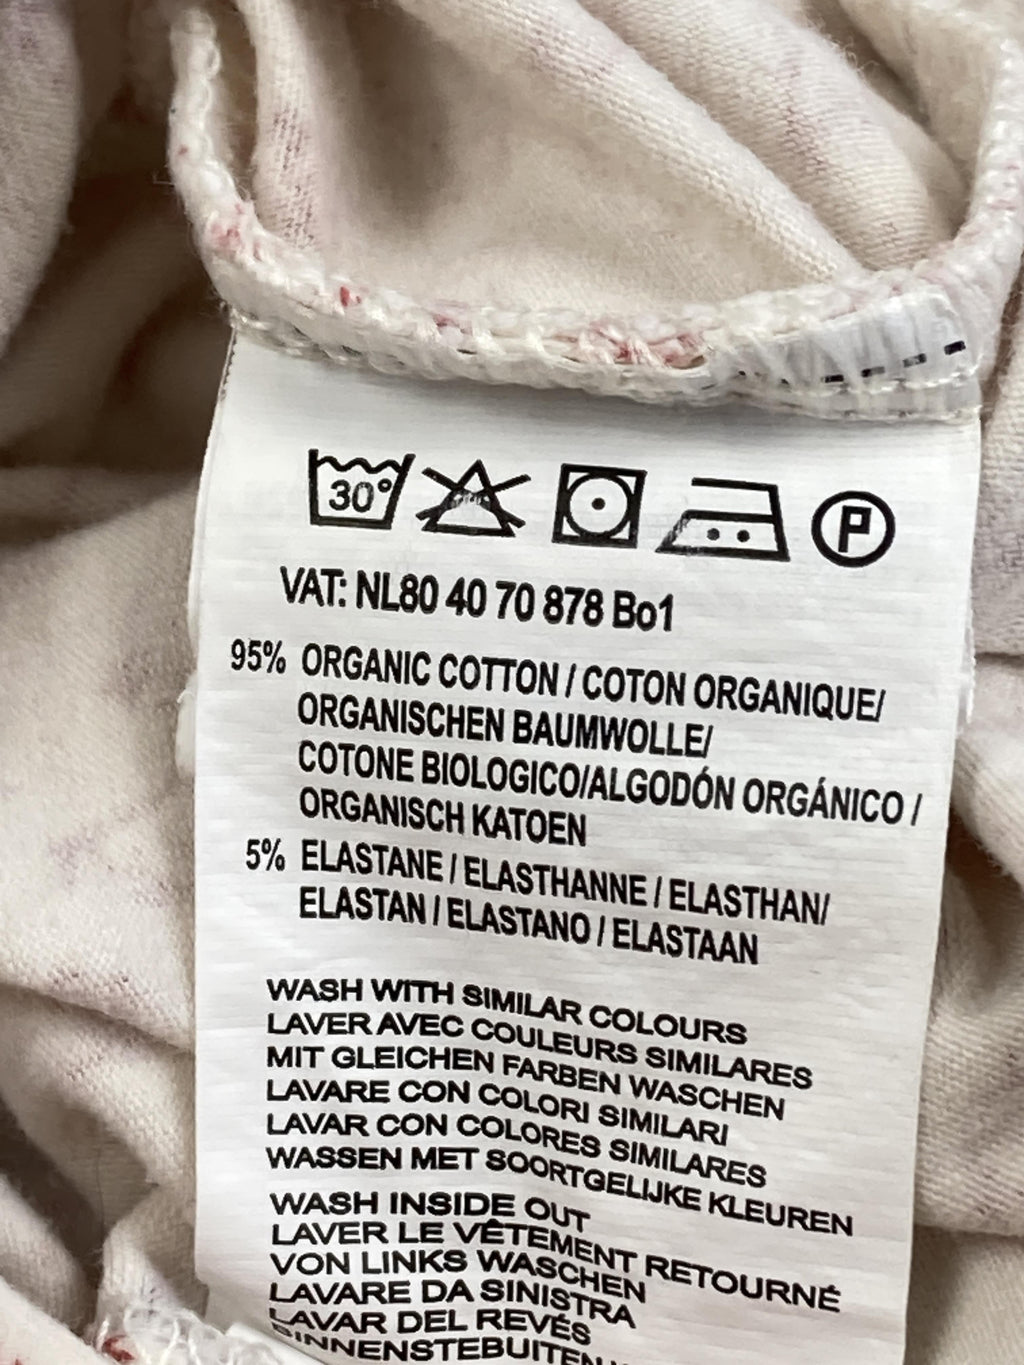 30°
P
VAT: NL80 40 70 878 Bo1
95% ORGANIC COTTON / COTON ORGANIQUE/
ORGANISCHEN BAUMWOLLE/
COTONE BIOLOGICO/ALGODÓN ORGÁNICO /
ORGANISCH KATOEN
5% ELASTANE / ELASTHANNE / ELASTHAN/
ELASTAN / ELASTANO / ELASTAAN
WASH WITH SIMILAR COLOURS
LAVER AVEC COULEURS SIMILARES
MIT GLEICHEN FARBEN WASCHEN
LAVARE CON COLORI SIMILARI
LAVAR CON COLORES SIMILARES
WASSEN MET SOORTGELIJKE KLEUREN
WASH INSIDE OUT
LAVER LE VÊTEMENT RETOURNÉ
VON LINKS WASCHEN
LAVARE DA SINISTRA
LAVAR DEL REVÉS